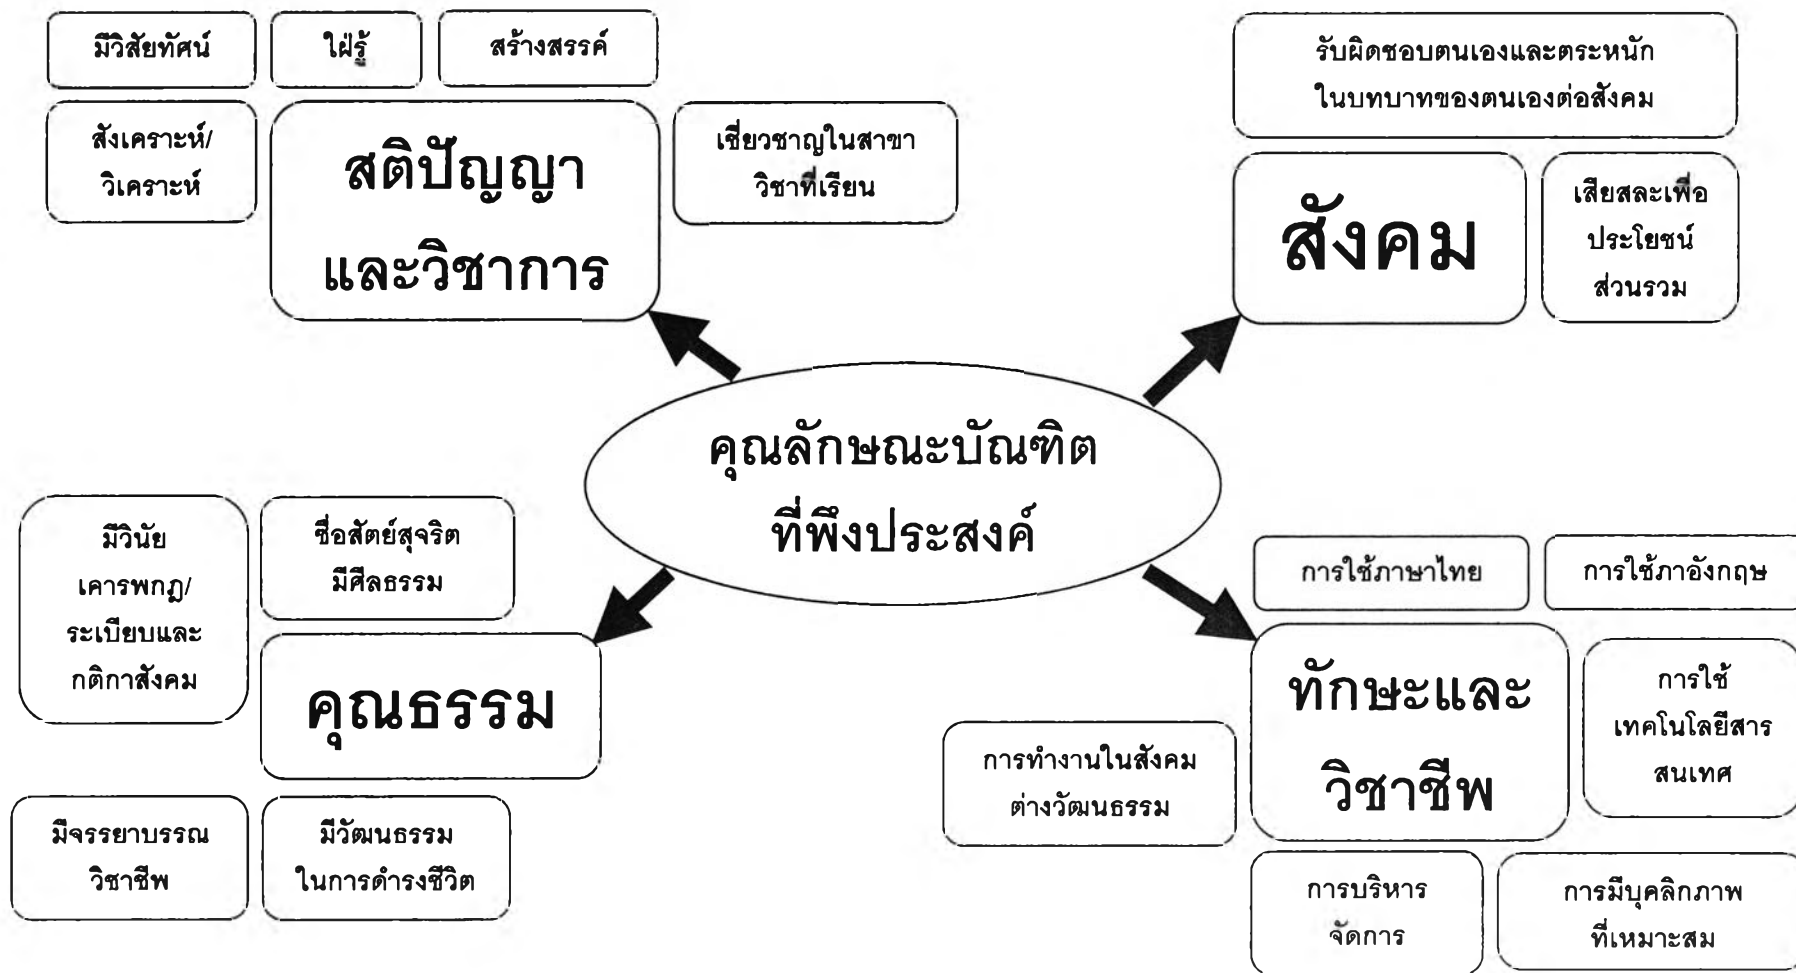 มีวิสัยทัศน์
ใฝ่รู้
สร้างสรรค์
สังเคราะห์/
วิเคราะห์
สติปัญญา
และวิชาการ
เชี่ยวชาญในสาขา
วิชาที่เรียน
รับผิดชอบตนเองและตระหนัก
ในบทบาทของตนเองต่อสังคม
สังคม
เสียสละเพื่อ
ประโยชน์
ส่วนรวม
คุณลักษณะบัณฑิต
ที่พึงประสงค์
มีวินัย
เคารพกฎ/
ระเบียบและ
กติกาสังคม
ซื่อสัตย์สุจริต
มีศีลธรรม
คุณธรรม
มีจรรยาบรรณ
วิชาชีพ
มีวัฒนธรรม
ในการดำรงชีวิต
การใช้ภาษาไทย
การใช้ภาอังกฤษ
ทักษะและ
วิชาชีพ
การใช้
เทคโนโลยีสาร
สนเทศ
การทำงานในสังคม
ต่างวัฒนธรรม
การบริหาร
จัดการ
การมีบุคลิกภาพ
ที่เหมาะสม